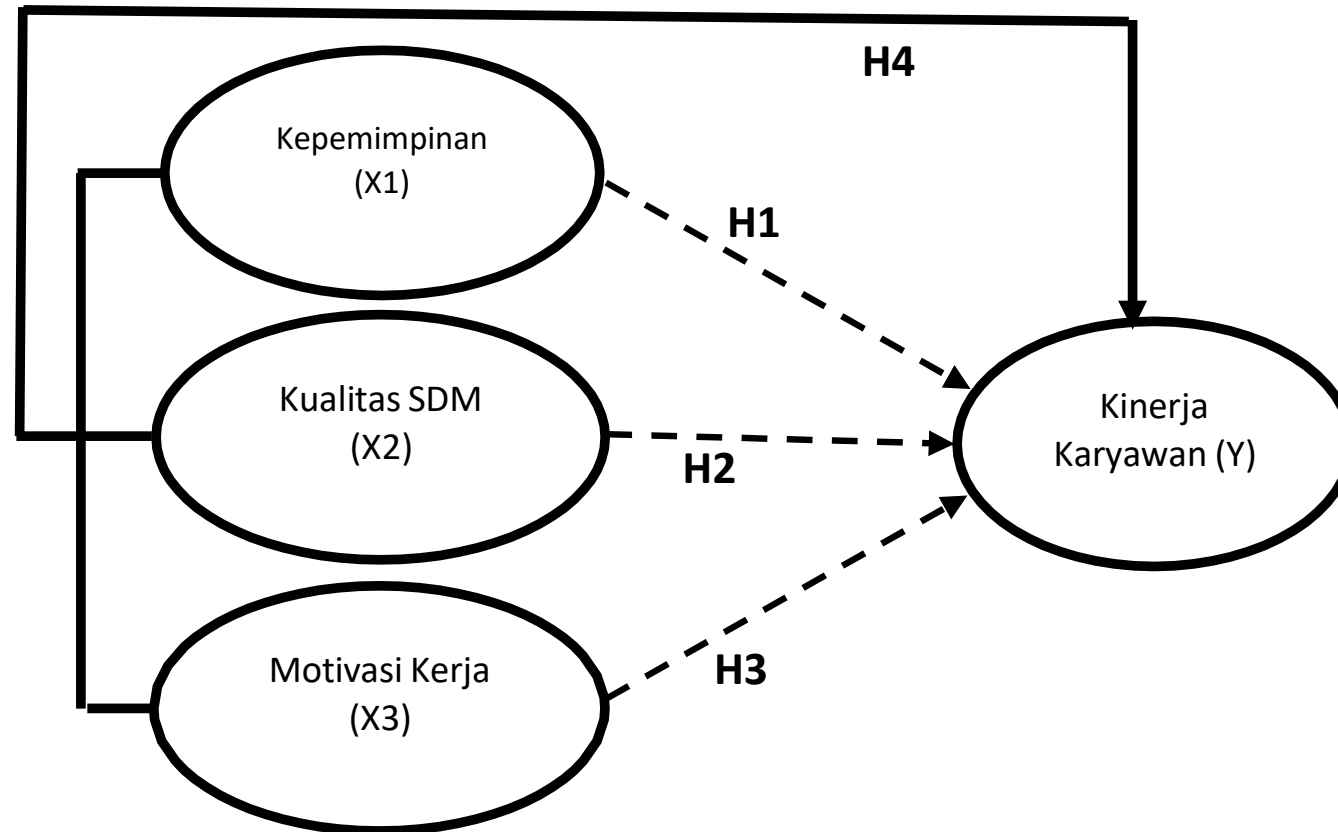 H4
Kepemimpinan
(X1)
H1
Kualitas SDM
(X2)
H2
Kinerja
Karyawan (Y)
Motivasi Kerja
(X3)
H3